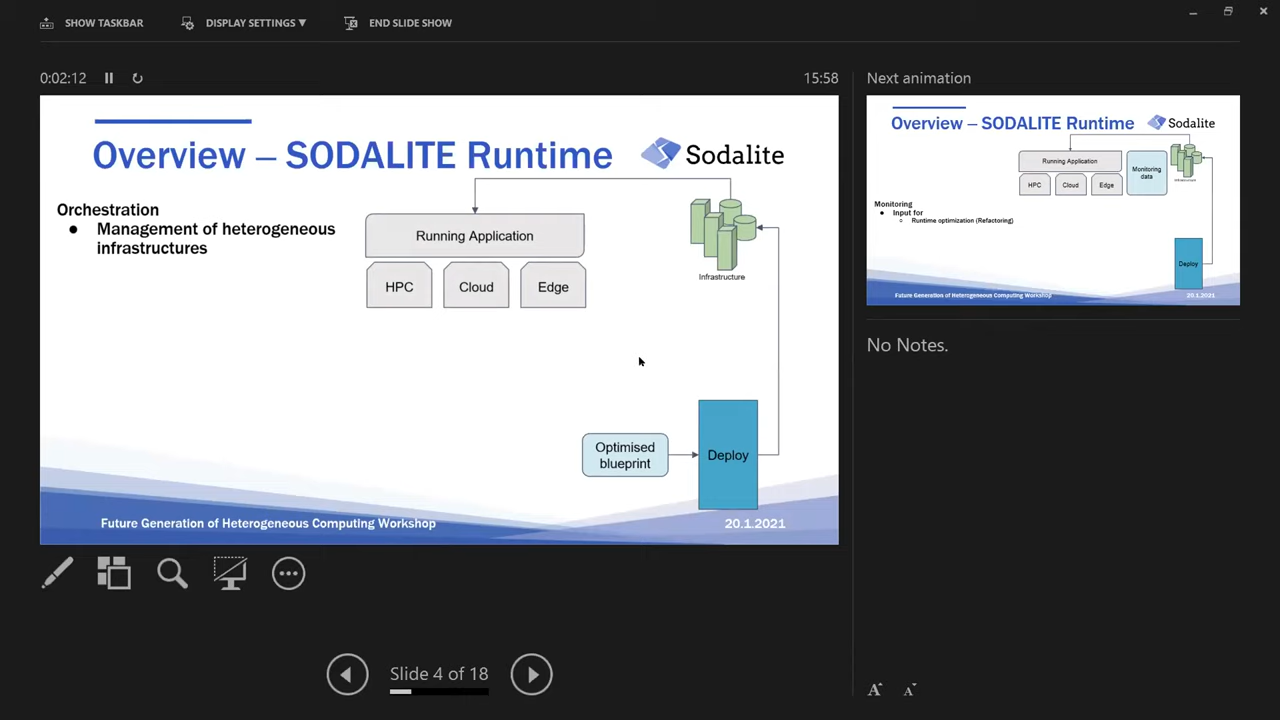 SHOW TASKBAR
DISPLAY SETTINGS ▼
END SLIDE SHOW
0:02:12
15:58
Next animation
Overview – SODALITE Runtime
Sodalite
Orchestration
● Management of heterogeneous
infrastructures
Running Application
HPC
Cloud
Edge
Infrastructure
Optimised
blueprint
Deploy
Future Generation of Heterogeneous Computing Workshop
20.1.2021
Overview – SODALITE Runtime
Sodalite
Running Application
HPC
Cloud
Edge
Monitoring
data
Infrastructure
Monitoring
● Input for
○ Runtime optimization (Refactoring)
Deploy
Future Generation of Heterogeneous Computing Workshop
20.1.2021
No Notes.
Slide 4 of 18
A
A